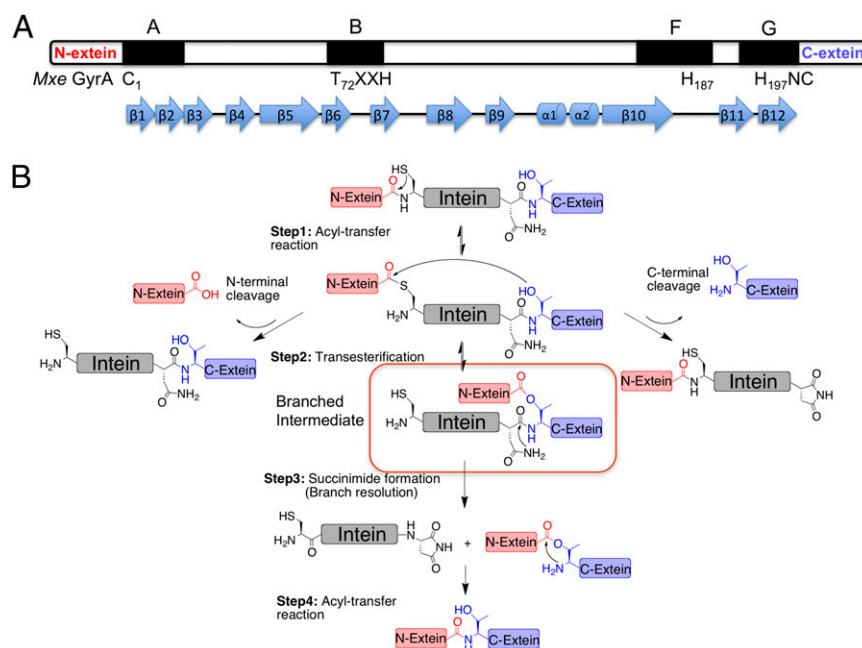 A
A B F G
N-extein C-extein
Mxe GyrA C1 T72XXH H187 H197NC
β1 β2 β3 β4 β5 β6 β7 β8 β9 α1 α2 β10 β11 β12
B
HS HO
N-Extein O N H Intein O N H C-Extein
O NH2
Step1: Acyl-transfer
reaction
N-Extein O OH
N-terminal
cleavage
N-Extein O S HO
H2N Intein O N H C-Extein
O NH2
C-terminal
cleavage
HO
H2N C-Extein
HS HO
H2N Intein O N H C-Extein
O NH2
Step2: Transesterification
HS
N-Extein O N H Intein O NH O
Branched
Intermediate
N-Extein O O
HS
H2N Intein O N H C-Extein
O NH2
Step3: Succinimide formation
(Branch resolution)
HS
H2N O Intein H N O NH O
+
N-Extein O O
H2N C-Extein
Step4: Acyl-transfer
reaction
HO
N-Extein O N H C-Extein